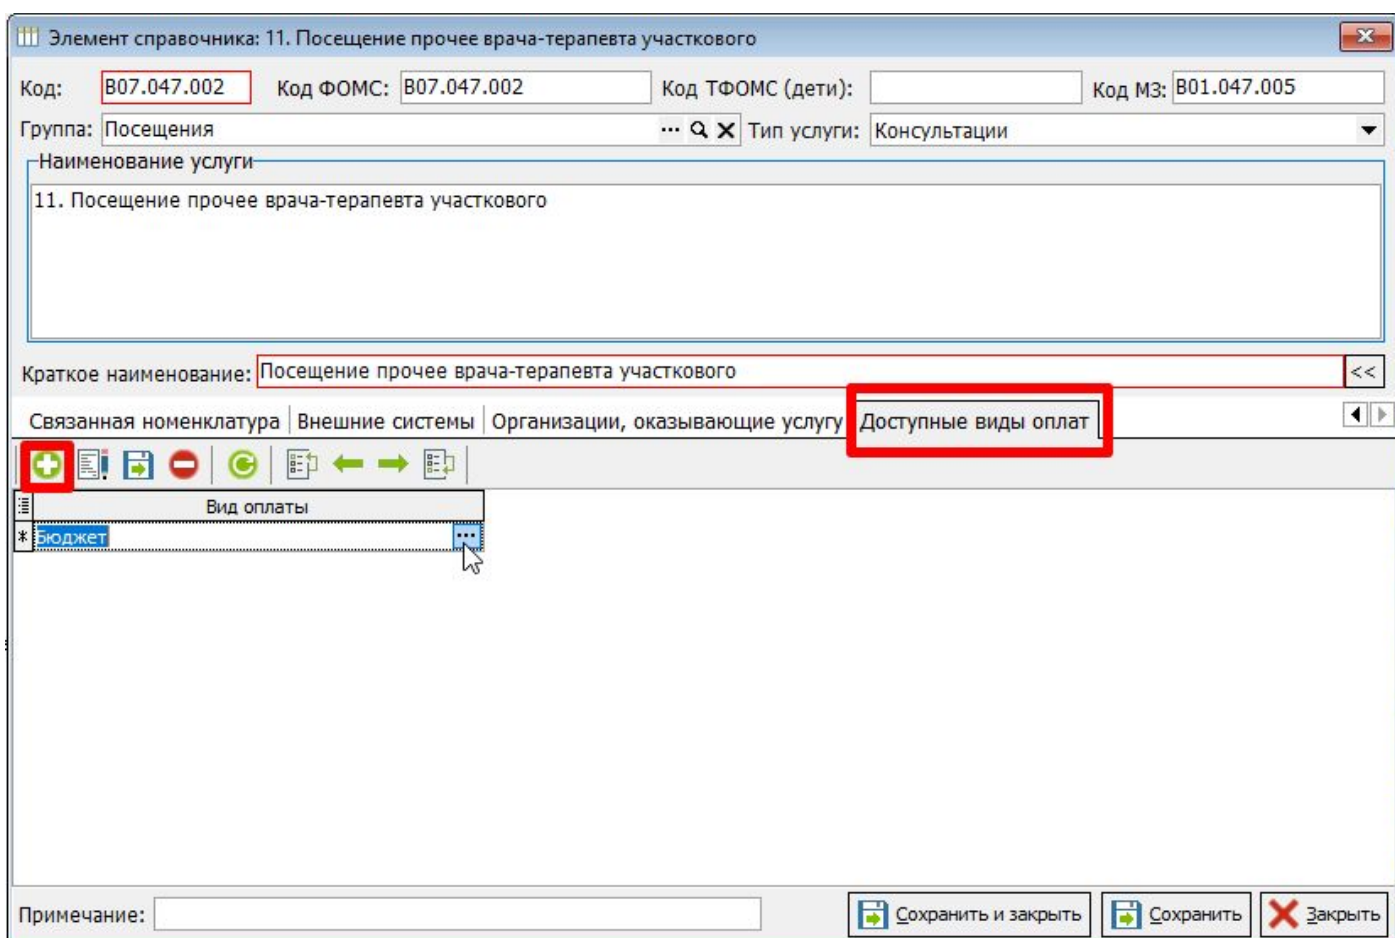 Элемент справочника: 11. Посещение прочее врача-терапевта участкового
Код: B07.047.002 Код ФОМС: B07.047.002 Код ТФОМС (дети): Код МЗ: B01.047.005
Группа: Посещения Тип услуги: Консультации
Наименование услуги
11. Посещение прочее врача-терапевта участкового
Краткое наименование: Посещение прочее врача-терапевта участкового <<
Связанная номенклатура Внешние системы Организации, оказывающие услугу Доступные виды оплат
Вид оплаты
* Бюджет ...
Примечание: Сохранить и закрыть Сохранить Закрыть